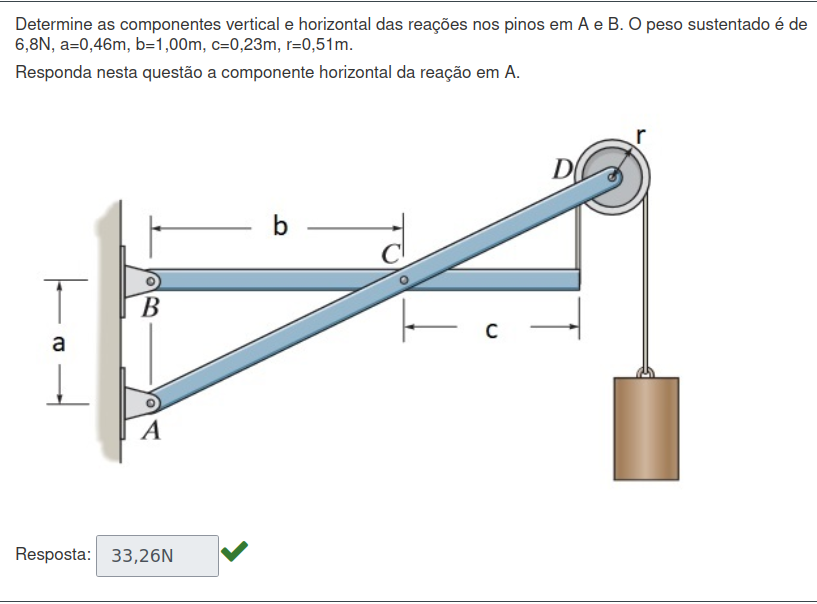 Determine as componentes vertical e horizontal das reações nos pinos em A e B. O peso sustentado é de
6,8N, a=0,46m, b=1,00m, c=0,23m, r=0,51m.
Responda nesta questão a componente horizontal da reação em A.
r
D
b
C
B
c
a
A
Resposta: 33,26N